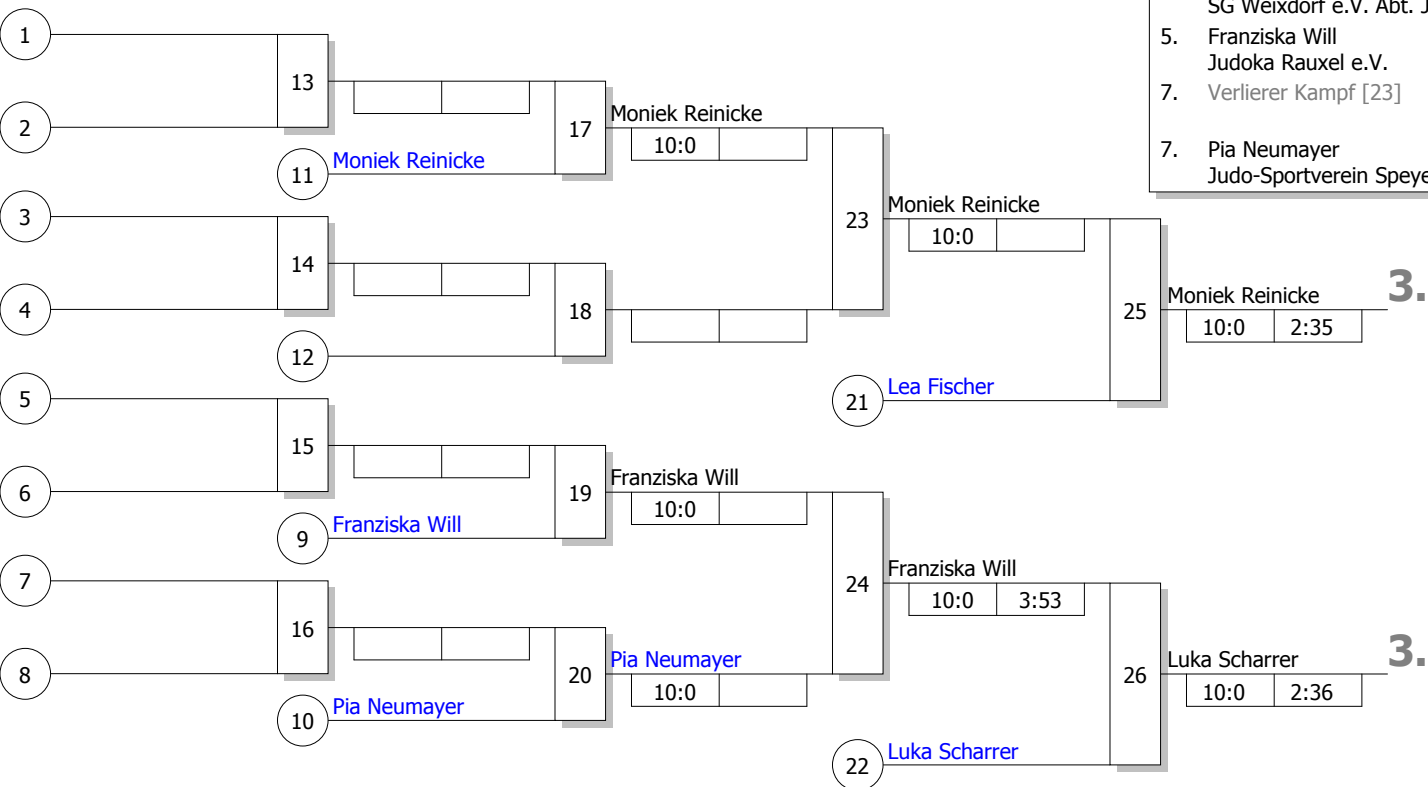 SG Weixdorf e.V. Abt. J
5. Franziska Will
Judoka Rauxel e.V.
7. Verlierer Kampf [23]
7. Pia Neumayer
Judo-Sportverein Speye
1
13
2
17
Moniek Reinicke
10:0
11
Moniek Reinicke
3
23
Moniek Reinicke
10:0
14
4
18
12
25
Moniek Reinicke
3.
10:0 2:35
5
21
Lea Fischer
15
6
19
Franziska Will
10:0
9
Franziska Will
7
24
Franziska Will
10:0 3:53
16
8
20
Pia Neumayer
10:0
10
Pia Neumayer
26
Luka Scharrer
3.
10:0 2:36
22
Luka Scharrer